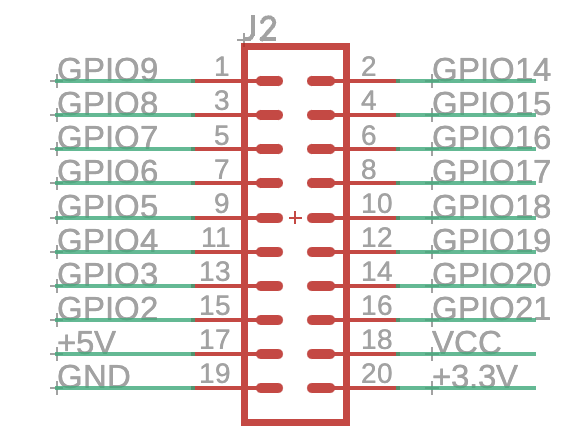 J2
GPIO9 1 2 GPIO14
GPIO8 3 4 GPIO15
GPIO7 5 6 GPIO16
GPIO6 7 8 GPIO17
GPIO5 9 10 GPIO18
GPIO4 11 12 GPIO19
GPIO3 13 14 GPIO20
GPIO2 15 16 GPIO21
+5V 17 18 VCC
GND 19 20 +3.3V